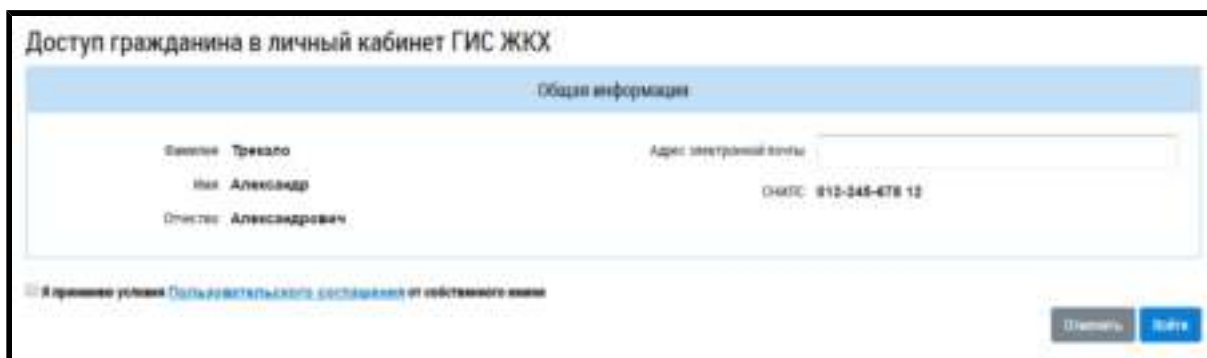 Доступ гражданина в личный кабинет ГИС ЖКХ
Общая информация
Фамилия Трекало
Адрес электронной почты
Имя Александр
СНИЛС 012-345-678 12
Отчество Александрович
Я принимаю условия Пользовательского соглашения от собственного имени
Отменить Войти